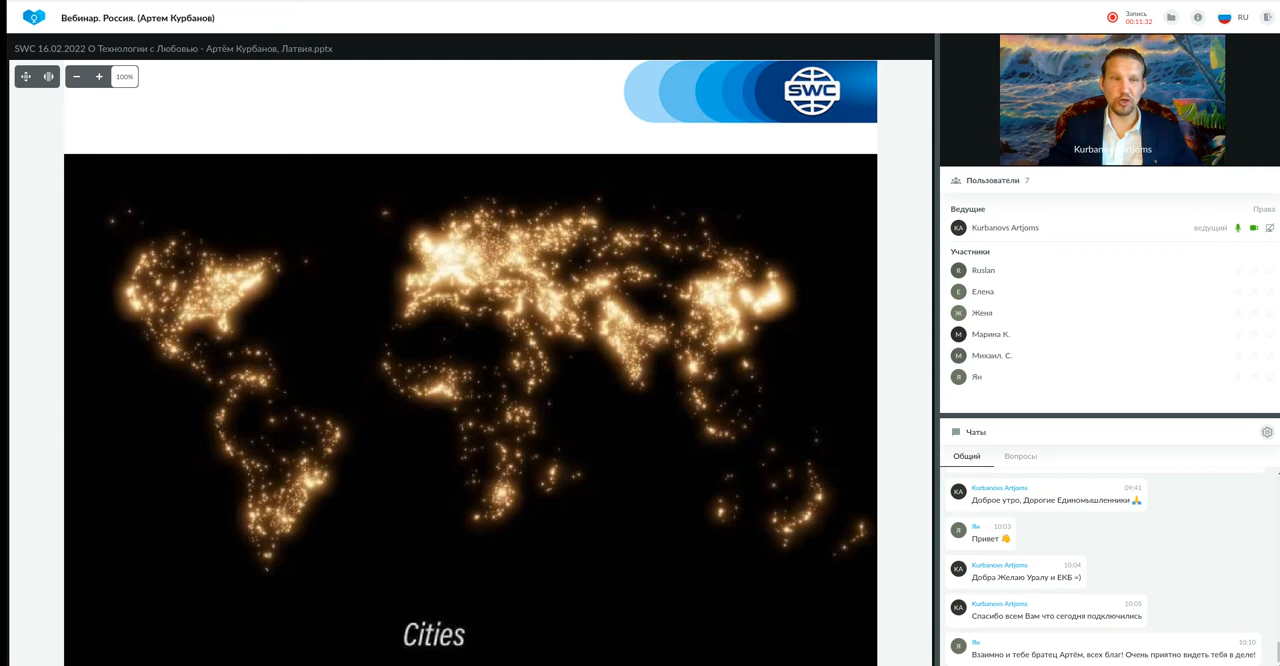 Вебинар. Россия. (Артем Курбанов)
Запись
00:11:32
RU
SWC 16.02.2022 О Технологии с Любовью - Артём Курбанов, Латвия.pptx
100%
SWC
Cities
Kurbanovs Artjoms
Пользователи 7
Ведущие
Права
KA Kurbanovs Artjoms
ведущий
Участники
R Ruslan
Е Елена
Ж Женя
М Марина К.
М Михаил. С.
Я Ян
Чаты
Общий
Вопросы
KA Kurbanovs Artjoms 09:41
Доброе утро, Дорогие Единомышленники 🙏
Я Ян 10:03
Привет 👋
KA Kurbanovs Artjoms 10:04
Добра Желаю Уралу и ЕКБ =)
KA Kurbanovs Artjoms 10:05
Спасибо всем Вам что сегодня подключились
Я Ян 10:10
Взаимно и тебе братец Артём, всех благ! Очень приятно видеть тебя в деле!